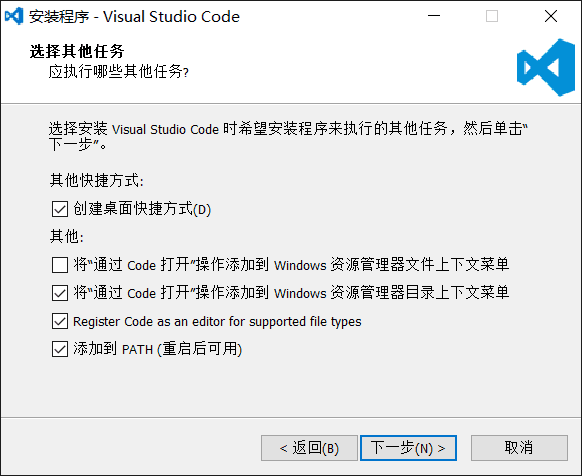 安装程序 - Visual Studio Code
选择其他任务
应执行哪些其他任务?
选择安装 Visual Studio Code 时希望安装程序来执行的其他任务，然后单击“
下一步”。
其他快捷方式:
创建桌面快捷方式(D)
其他:
将“通过 Code 打开”操作添加到 Windows 资源管理器文件上下文菜单
将“通过 Code 打开”操作添加到 Windows 资源管理器目录上下文菜单
Register Code as an editor for supported file types
添加到 PATH (重启后可用)
< 返回(B) 下一步(N) > 取消